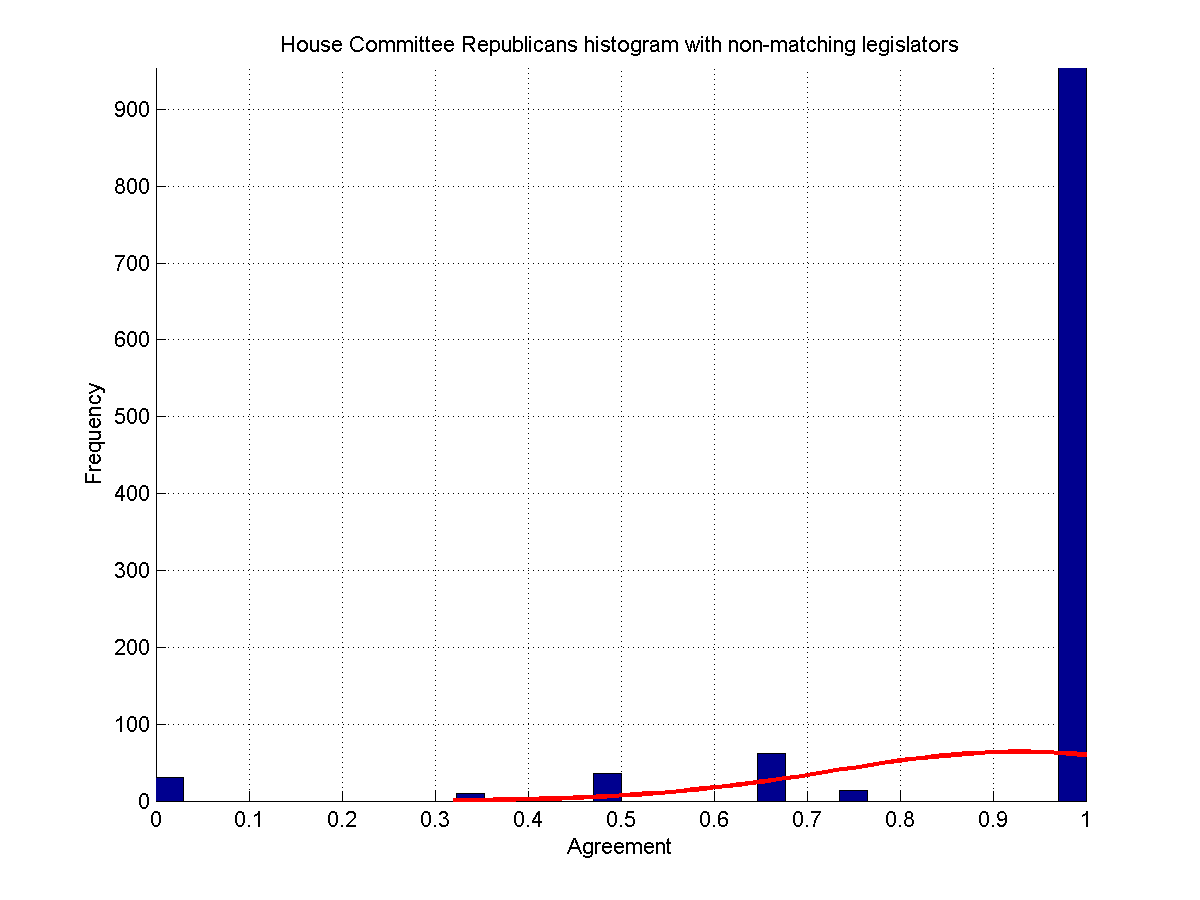 House Committee Republicans histogram with non-matching legislators
900
800
700
600
500
400
300
200
100
0
Frequency
0 0.1 0.2 0.3 0.4 0.5 0.6 0.7 0.8 0.9 1
Agreement